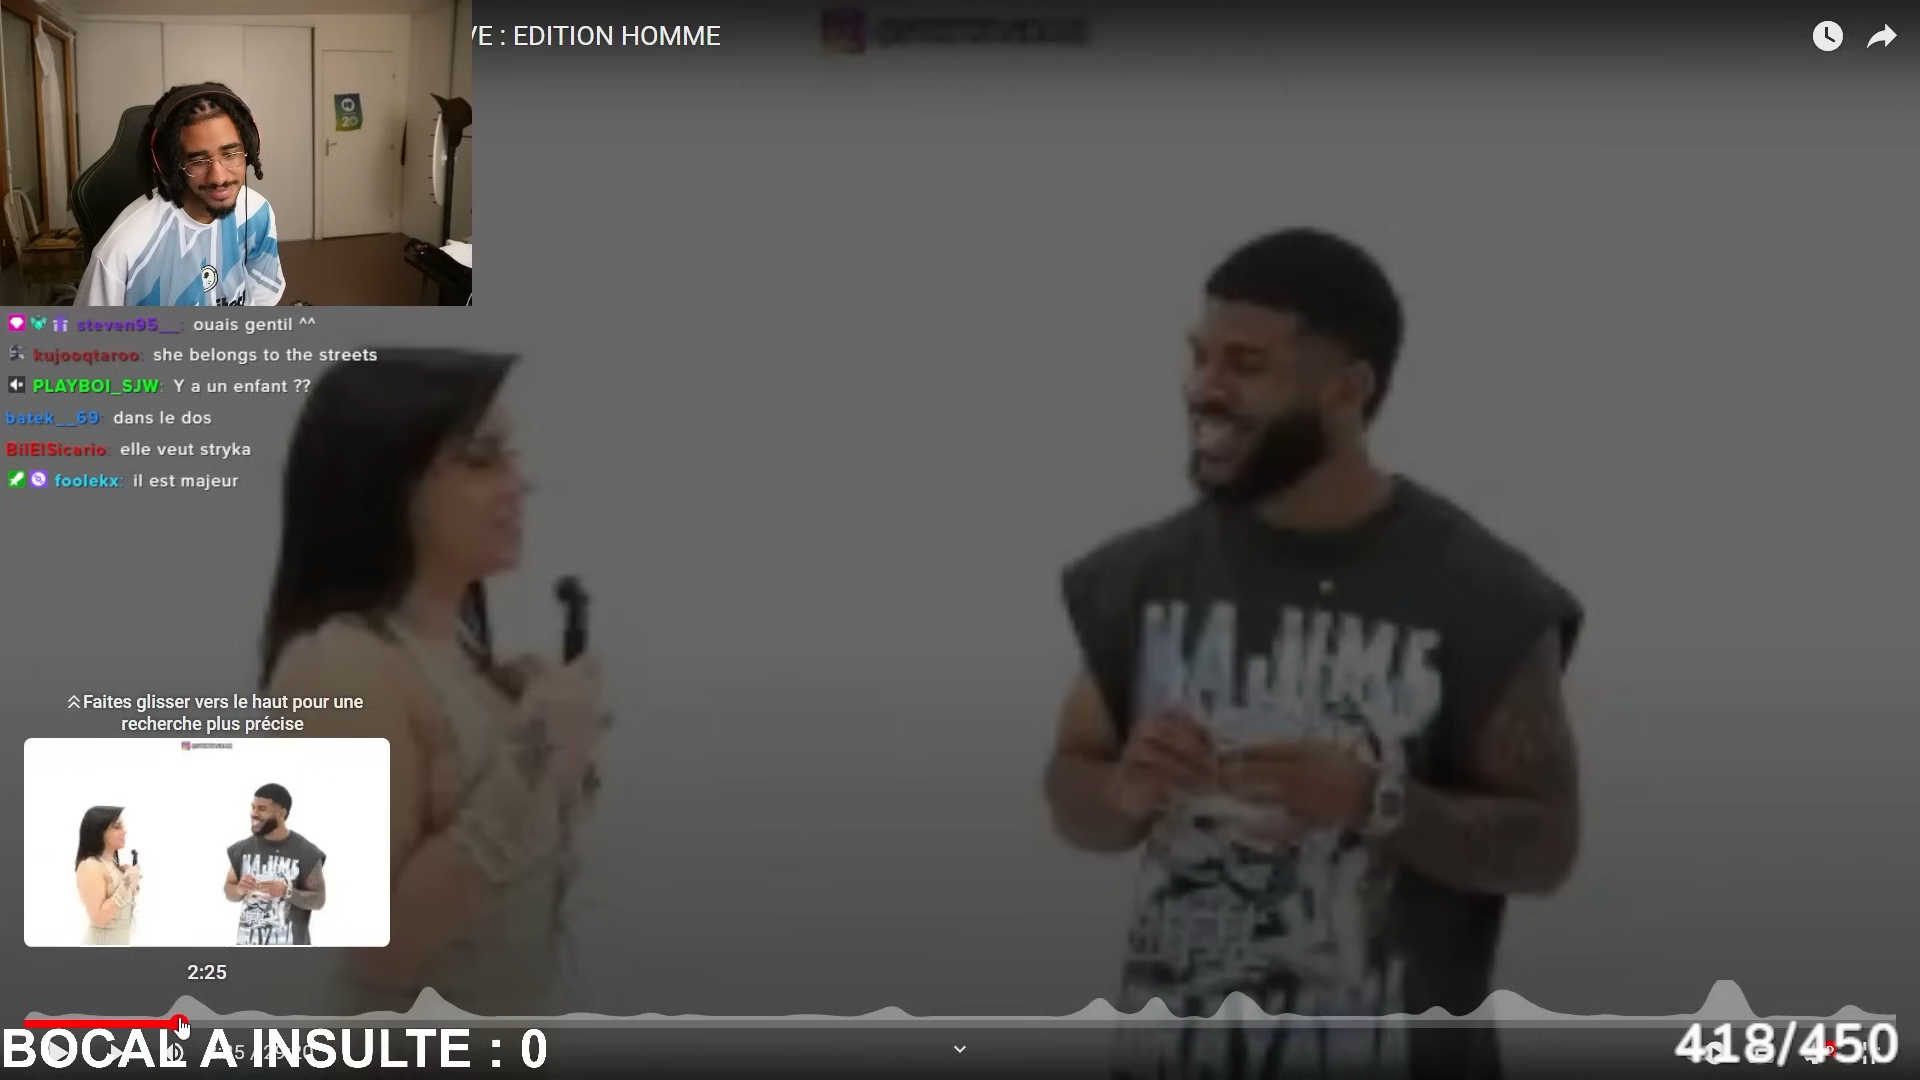 VE : EDITION HOMME
20
steven95__: ouais gentil ^^
kujooqtaroo: she belongs to the streets
PLAYBOI_SJW: Y a un enfant ??
batek__69: dans le dos
BilElSicario: elle veut stryka
foolekx: il est majeur
Faites glisser vers le haut pour une
recherche plus précise
2:25
BOCAL A INSULTE : 0
418/450